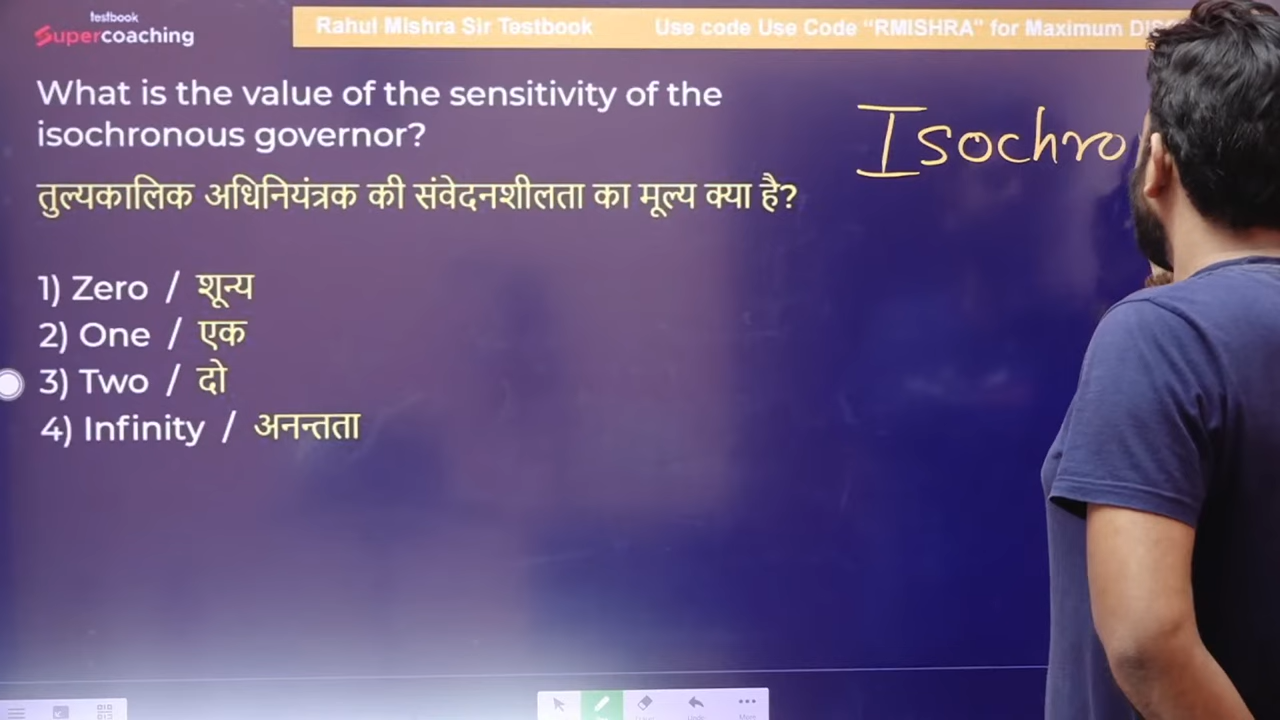 testbook
Supercoaching
Rahul Mishra Sir Testbook
Use code Use Code “RMISHRA” for Maximum
What is the value of the sensitivity of the
isochronous governor?
Isochro
तुल्यकालिक अधिनियंत्रक की संवेदनशीलता का मूल्य क्या है?
1) Zero / शून्य
2) One / एक
3) Two / दो
4) Infinity / अनन्तता